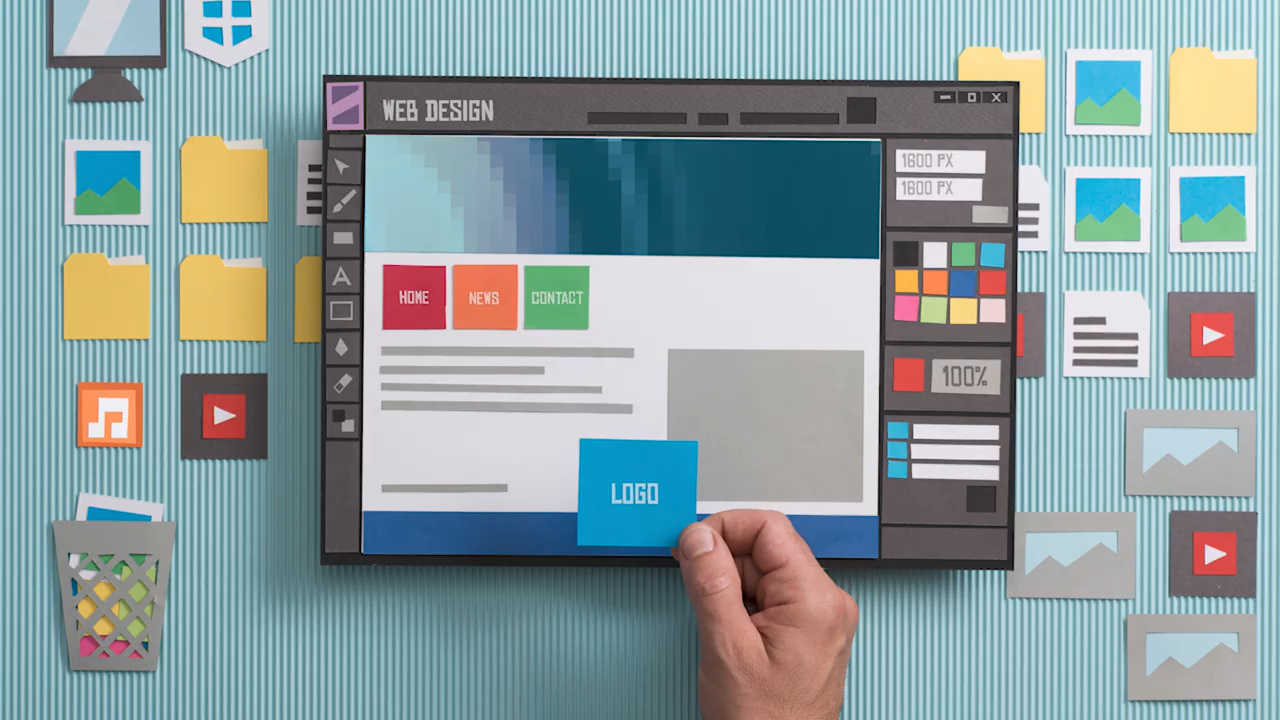 WEB DESIGN
1600 PX
1600 PX
HOME
NEWS
CONTACT
A
100%
LOGO